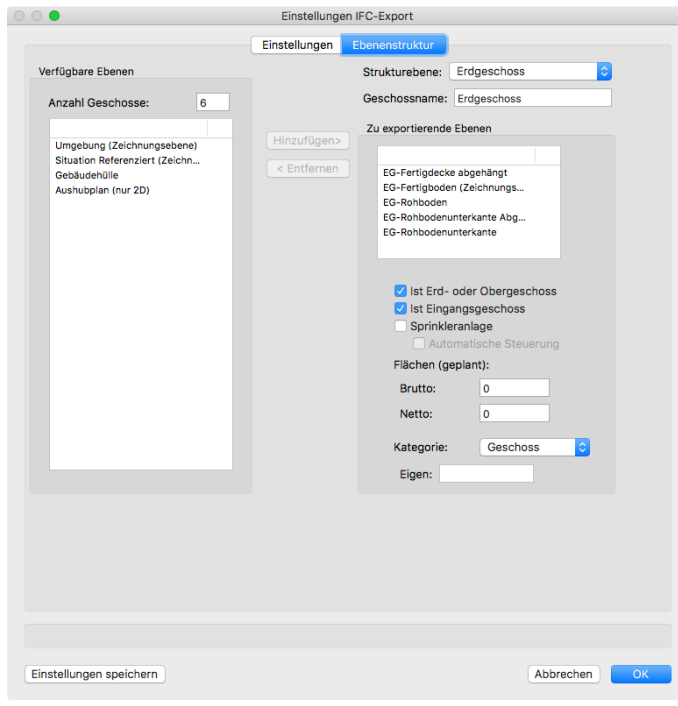 Einstellungen IFC-Export
Einstellungen Ebenenstruktur
Verfügbare Ebenen
Anzahl Geschosse: 6
Umgebung (Zeichnungsebene)
Situation Referenziert (Zeichn...
Gebäudehülle
Aushubplan (nur 2D)
Hinzufügen>
< Entfernen
Strukturebene: Erdgeschoss
Geschossname: Erdgeschoss
Zu exportierende Ebenen
EG-Fertigdecke abgehängt
EG-Fertigboden (Zeichnungs...
EG-Rohboden
EG-Rohbodenunterkante Abg...
EG-Rohbodenunterkante
Ist Erd- oder Obergeschoss
Ist Eingangsgeschoss
Sprinkleranlage
Automatische Steuerung
Flächen (geplant):
Brutto: 0
Netto: 0
Kategorie: Geschoss
Eigen:
Einstellungen speichern
Abbrechen
OK